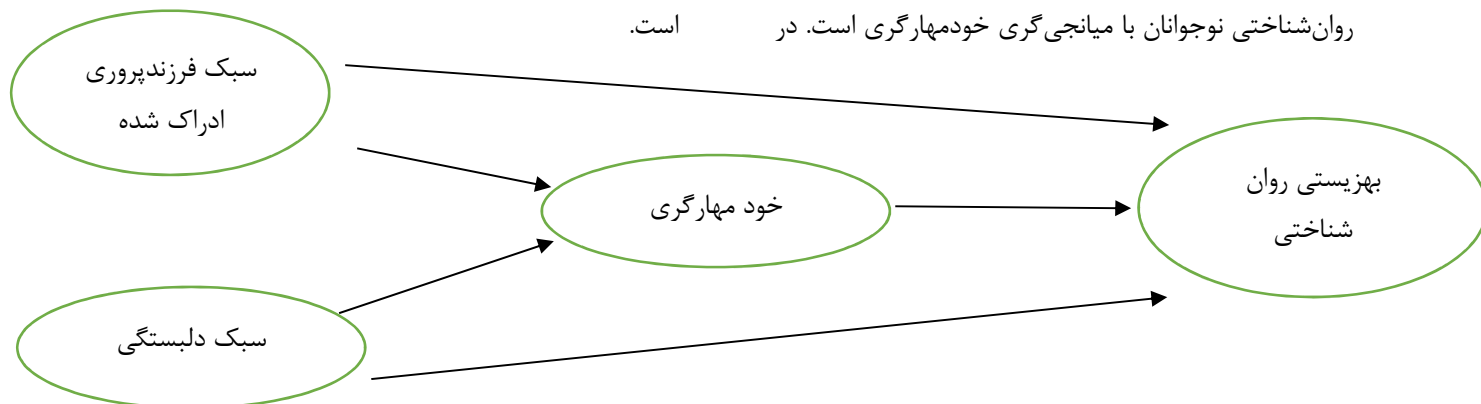 روان‌شناختی نوجوانان با میانجی‌گری خودمهارگری است. در است.
سبک فرزندپروری
ادراک شده
بهزیستی روان
شناختی
خود مهارگری
سبک دلبستگی